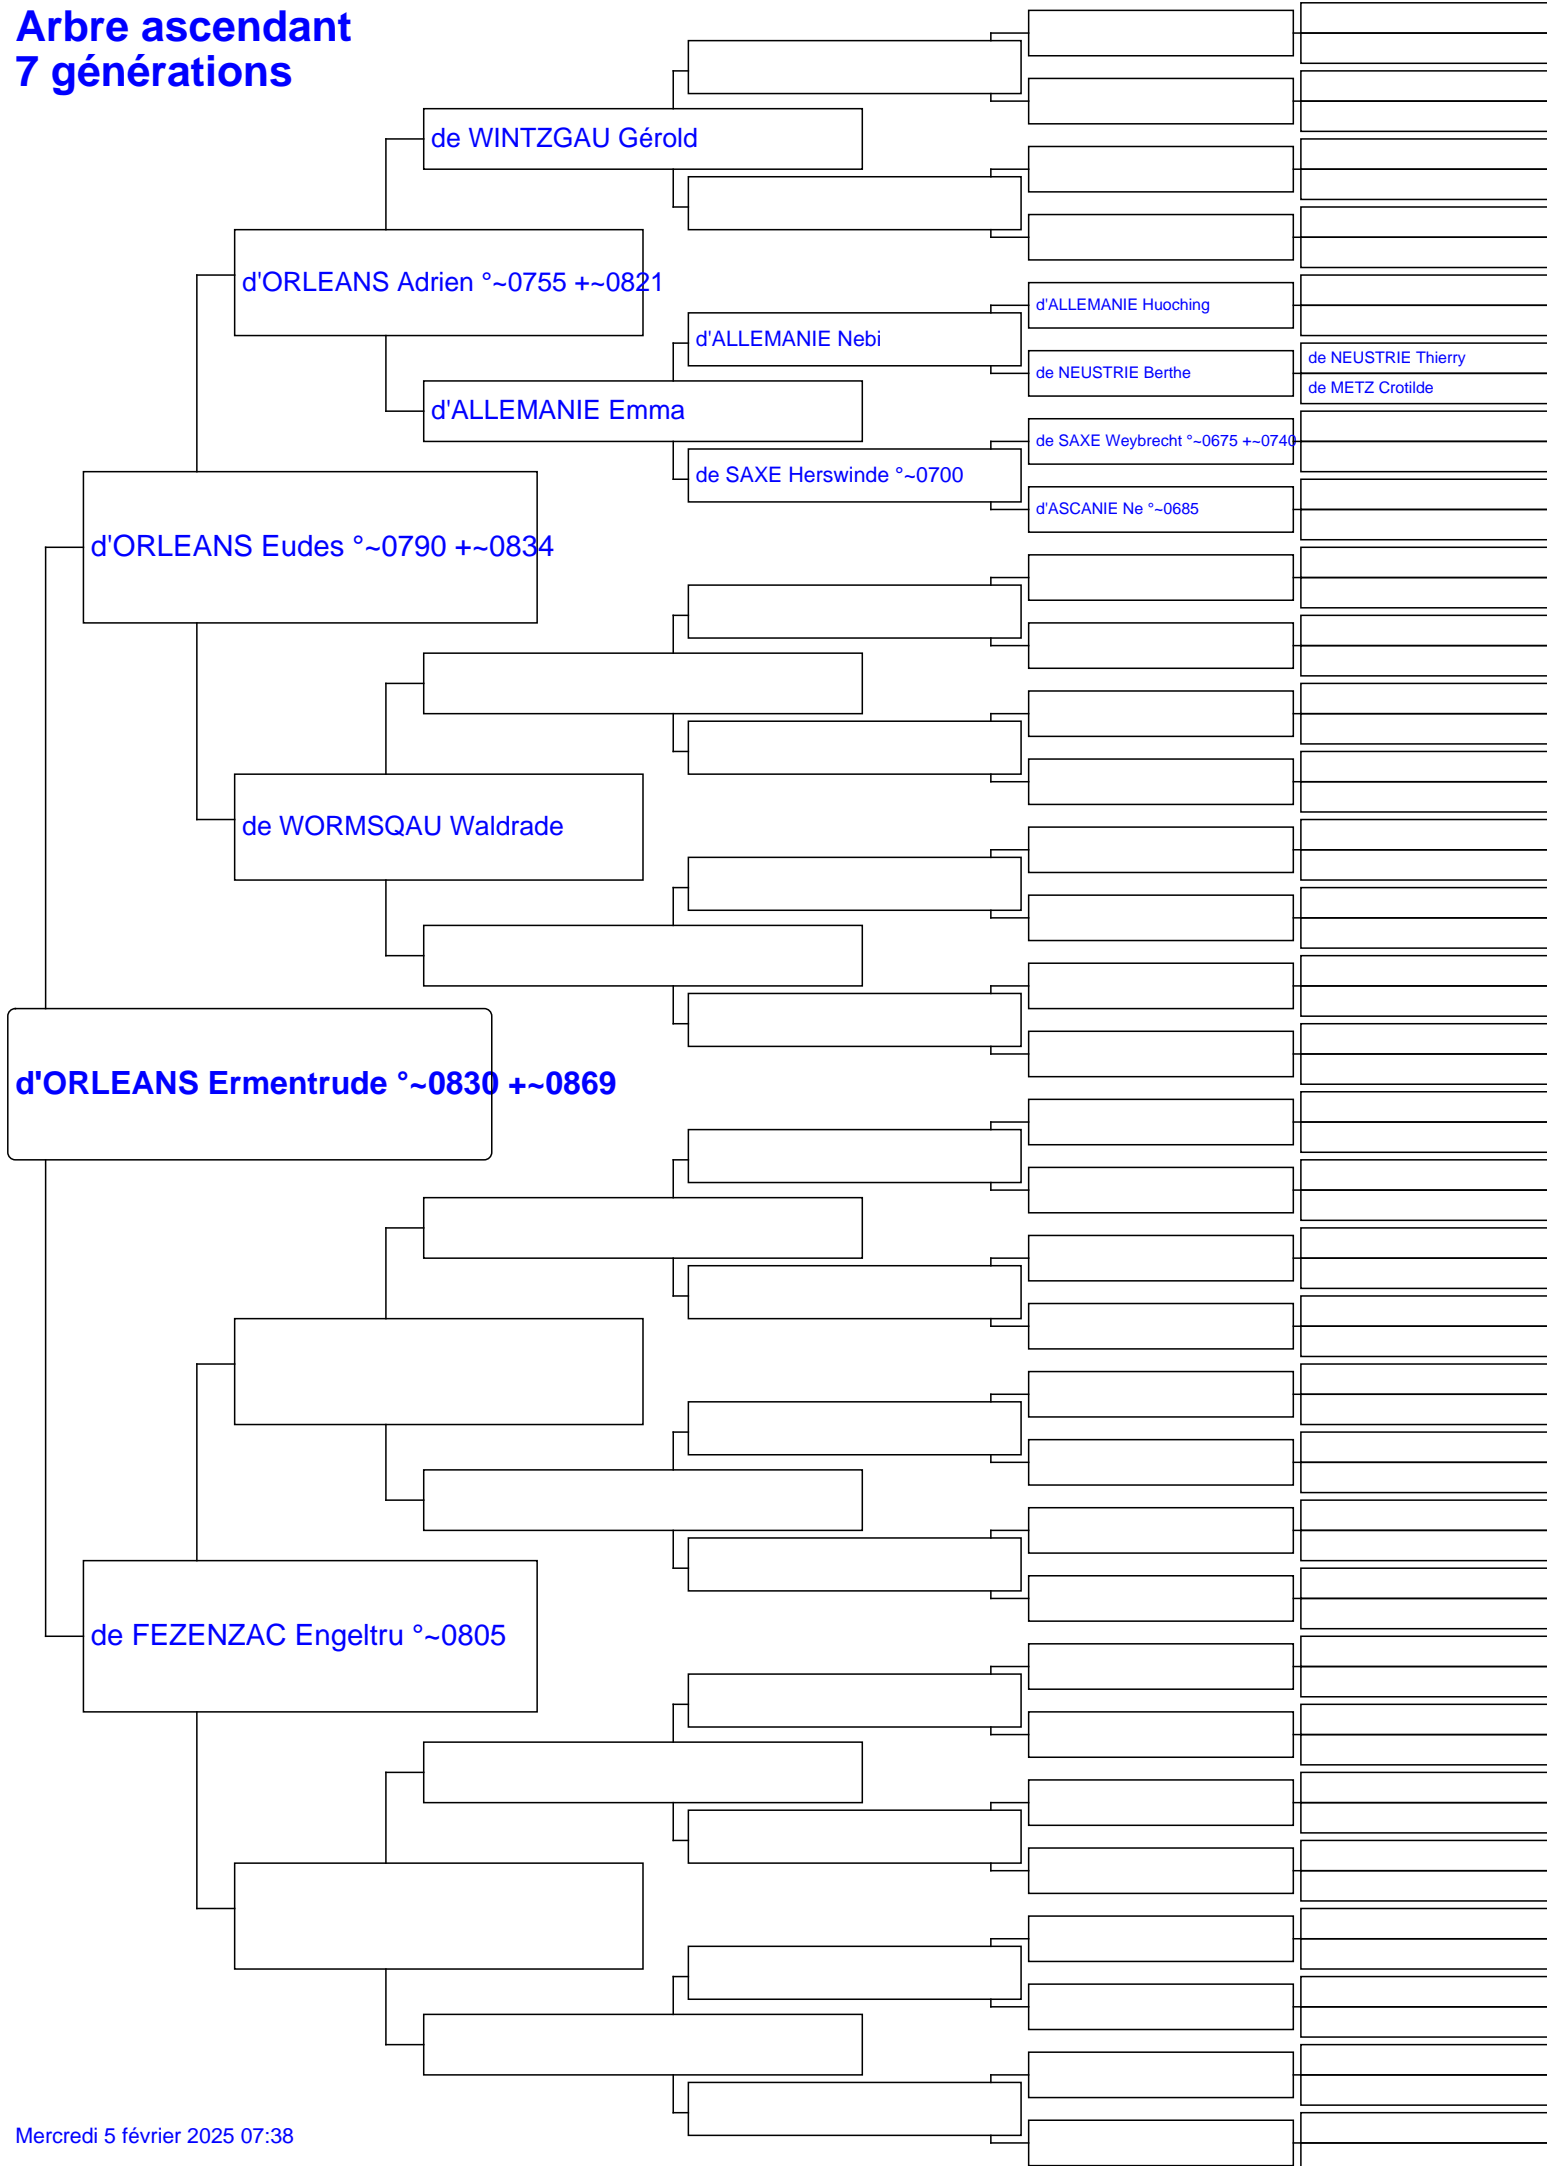 Arbre ascendant
7 générations
de WINTZGAU Gérold
d'ORLEANS Adrien °~0755 +~0821
d'ALLEMANIE Huoching
d'ALLEMANIE Nebi
de NEUSTRIE Thierry
de NEUSTRIE Berthe
de METZ Crotilde
d'ALLEMANIE Emma
de SAXE Weybrecht °~0675 +~0740
de SAXE Herswinde °~0700
d'ASCANIE Ne °~0685
d'ORLEANS Eudes °~0790 +~0834
de WORMSQAU Waldrade
d'ORLEANS Ermentrude °~0830 +~0869
de FEZENZAC Engeltru °~0805
Mercredi 5 février 2025 07:38